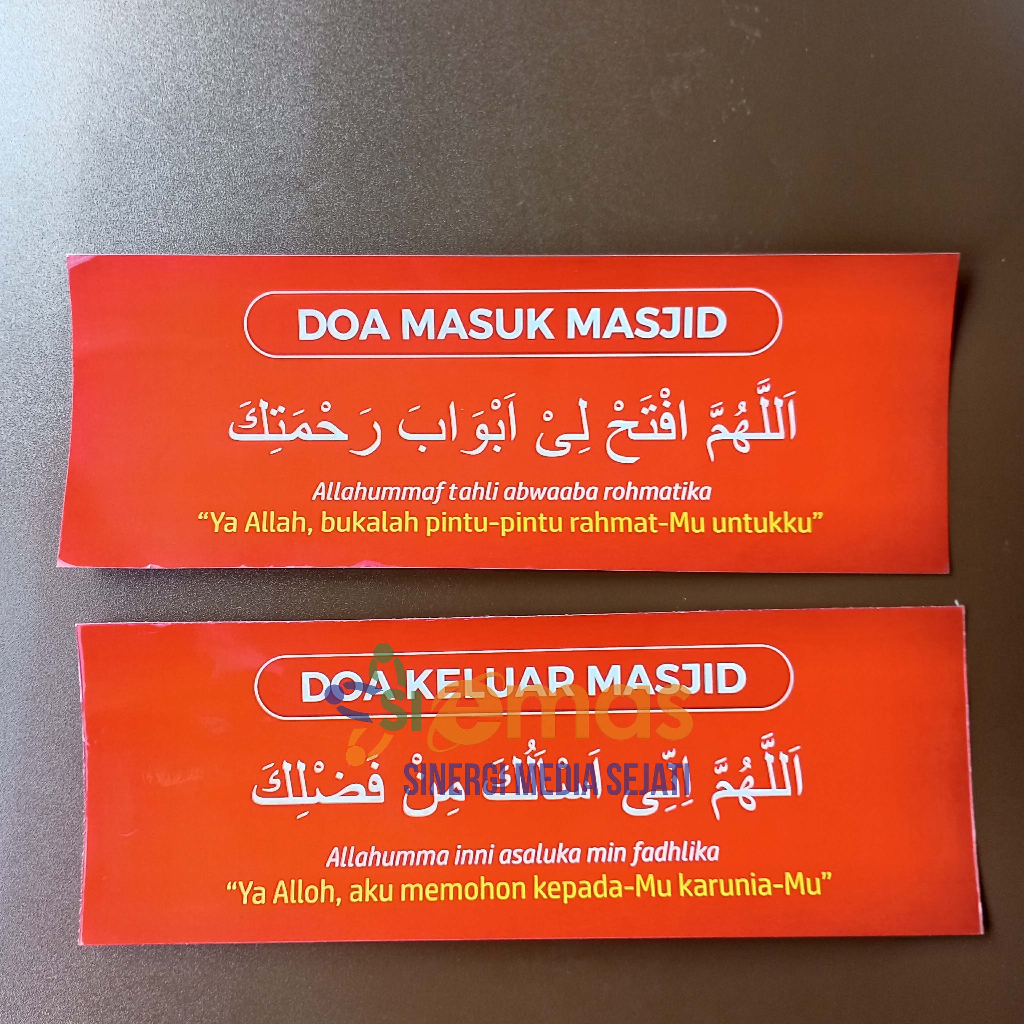 DOA MASUK MASJID
اَللَّهُمَّ افْتَحْ لِىْ اَبْوَابَ رَحْمَتِكَ
Allahummaf tahli abwaaba rohmatika
“Ya Allah, bukalah pintu-pintu rahmat-Mu untukku”
DOA KELUAR MASJID
SIemas
اَللَّهُمَّ اِنِّى اَسْاَلُكَ مِنْ فَضْلِكَ
SINERGI MEDIA SEJATI
Allahumma inni asaluka min fadhlika
“Ya Alloh, aku memohon kepada-Mu karunia-Mu”